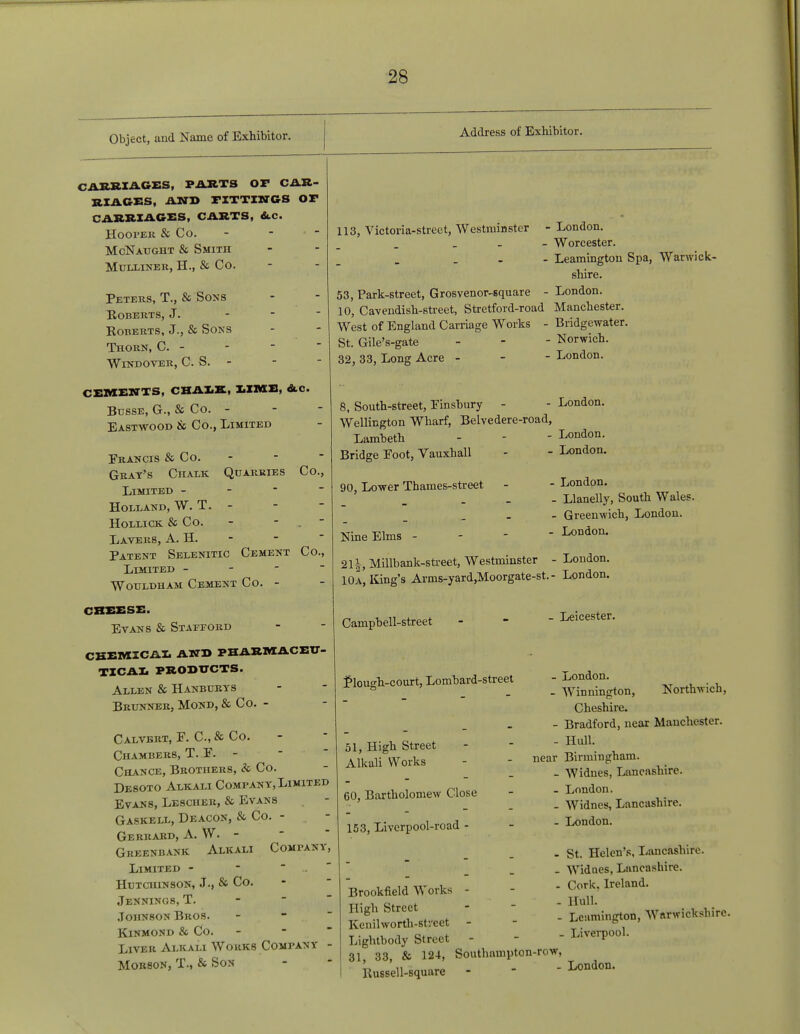 28
Object, and Name of Exhibitor. Address of Exhibitor.
CARRIAGES, PARTS OF CAR-
RIAGES, AND FITTINGS OF
CARRIAGES, CARTS, &c.
HOOPER & Co. - - - 113, Victoria-street, Westminster - London.
MCNAUGHT & SMITH - - - - - - - Worcester.
MULLINER, H., & Co. - - - - - - - Leamington Spa, Warwick-
shire.
PETERS, T., & SONS - - 53, Park-street, Grosvenor-square - London.
ROBERTS, J. - - - 10, Cavendish-street, Stretford-road Manchester.
ROBERTS, J., & SONS - - West of England Carriage Works - Bridgewater.
THORN, C. - - - - St. Gile's-gate - - - Norwich.
WINDOVER, C. S. - - - 32, 33, Long Acre - - - London.
CEMENTS, CHALK, LIME, &c.
BUSSE, G., & Co. - - - 8, South-street, Finsbury - - London.
EASTWOOD & Co., LIMITED - Wellington Wharf, Belvedere-road,
Lambeth - - - London.
FRANCIS & Co. - - - Bridge Foot, Vauxhall - - London.
GRAY'S CHALK QUARRIES Co.,
LIMITED - - - - 90, Lower Thames-street - - London.
HOLLAND, W. T. - - - - - - - - Llanelly, South Wales.
HOLLICK & Co. - - - - - - - - Greenwich, London.
LAVERS, A. H. - - - Nine Elms - - - - London.
PATENT SELENITIC CEMENT Co.,
LIMITED - - - - 21½, Millbank-street, Westminster - London.
WOULDHAM CEMENT Co. - - 10A, King's Arms-yard,Moorgate-st.- London.
CHEESE.
EVANS & STAFFORD - - Campbell-street - - - Leicester.
CHEMICAL AND PHARMACEU-
TICAL PRODUCTS.
ALLEN & HANBURYS - - Plough-court, Lombard-street - London.
BRUNNER, MOND, & Co. - - - - - - Winnington, Northwich,
Cheshire.
CALVERT, F. C., & Co. - - - - - - Bradford, near Manchester.
CHAMBERS, T. F. - - - 51, High Street - - - Hull.
CHANCE, BROTHERS, & Co. - Alkali Works - - near Birmingham.
DESOTO ALKALI COMPANY, LIMITED - - - - Widnes, Lancashire.
EVANS, LESCHER, & EVANS - 60, Bartholomew Close - - London.
GASKELL, DEACON, & Co. - - - - - - Widnes, Lancashire.
GERRARD, A. W. - - - 153, Liverpool-road - - - London.
GREENBANK ALKALI COMPANY,
LIMITED - - - - - - - - St. Helen's, Lancashire.
HUTCHINSON, J., & Co. - - - - - - Widnes, Lancashire.
JENNINGS, T. - - - Brookfield Works - - - Cork, Ireland.
JOHNSON BROS. - - - High Street - - - Hull.
KINMOND & Co. - - - Kenilworth-street - - - Leamington, Warwickshire.
LIVER ALKALI WORKS COMPANY - Lightbody Street - - - Liverpool.
MORSON, T., & SON - - 31, 33, & 124, Southampton-row,
Russell-square - - - London.